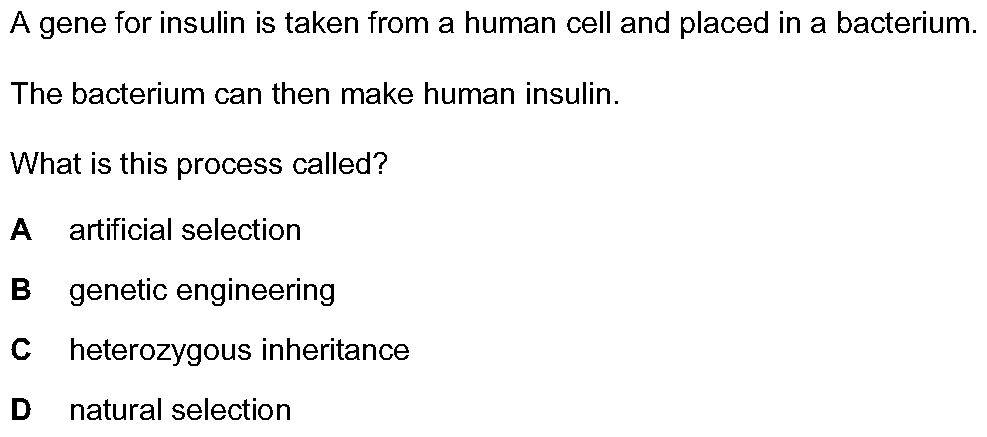 A gene for insulin is taken from a human cell and placed in a bacterium.
The bacterium can then make human insulin.
What is this process called?
A artificial selection
B genetic engineering
C heterozygous inheritance
D natural selection